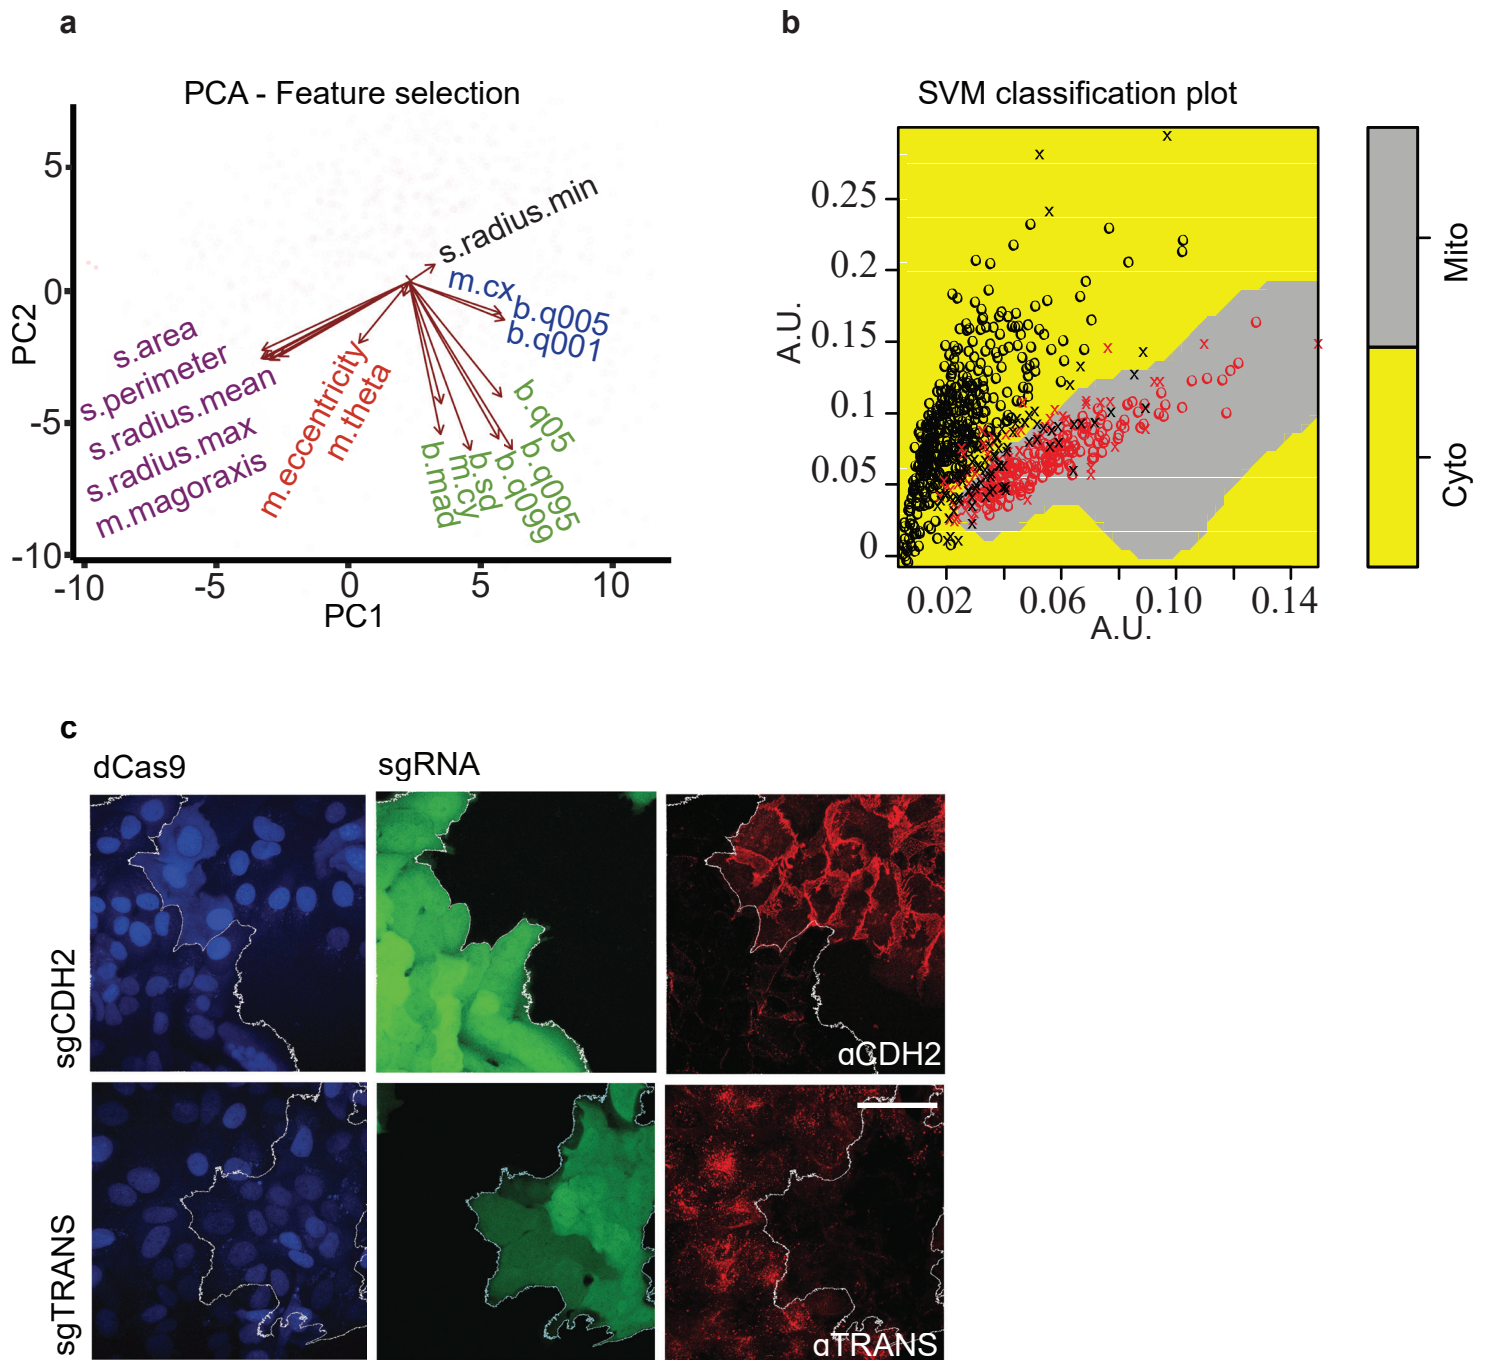 a
PCA - Feature selection
PC2
5
0
-5
-10
-10
-5
0
5
10
PC1
s.radius.min
m.cx
b.q005
b.q001
s.area
s.perimeter
s.radius.mean
s.radius.max
m.magoraxis
m.eccentricity
m.theta
b.mad
m.cy
b.sd
b.q099
b.q095
b.q05
b
SVM classification plot
A.U.
0.25
0.2
0.15
0.1
0.05
0
0.02
0.06
0.10
0.14
A.U.
Mito
Cyto
c
dCas9
sgRNA
sgCDH2
αCDH2
sgTRANS
αTRANS